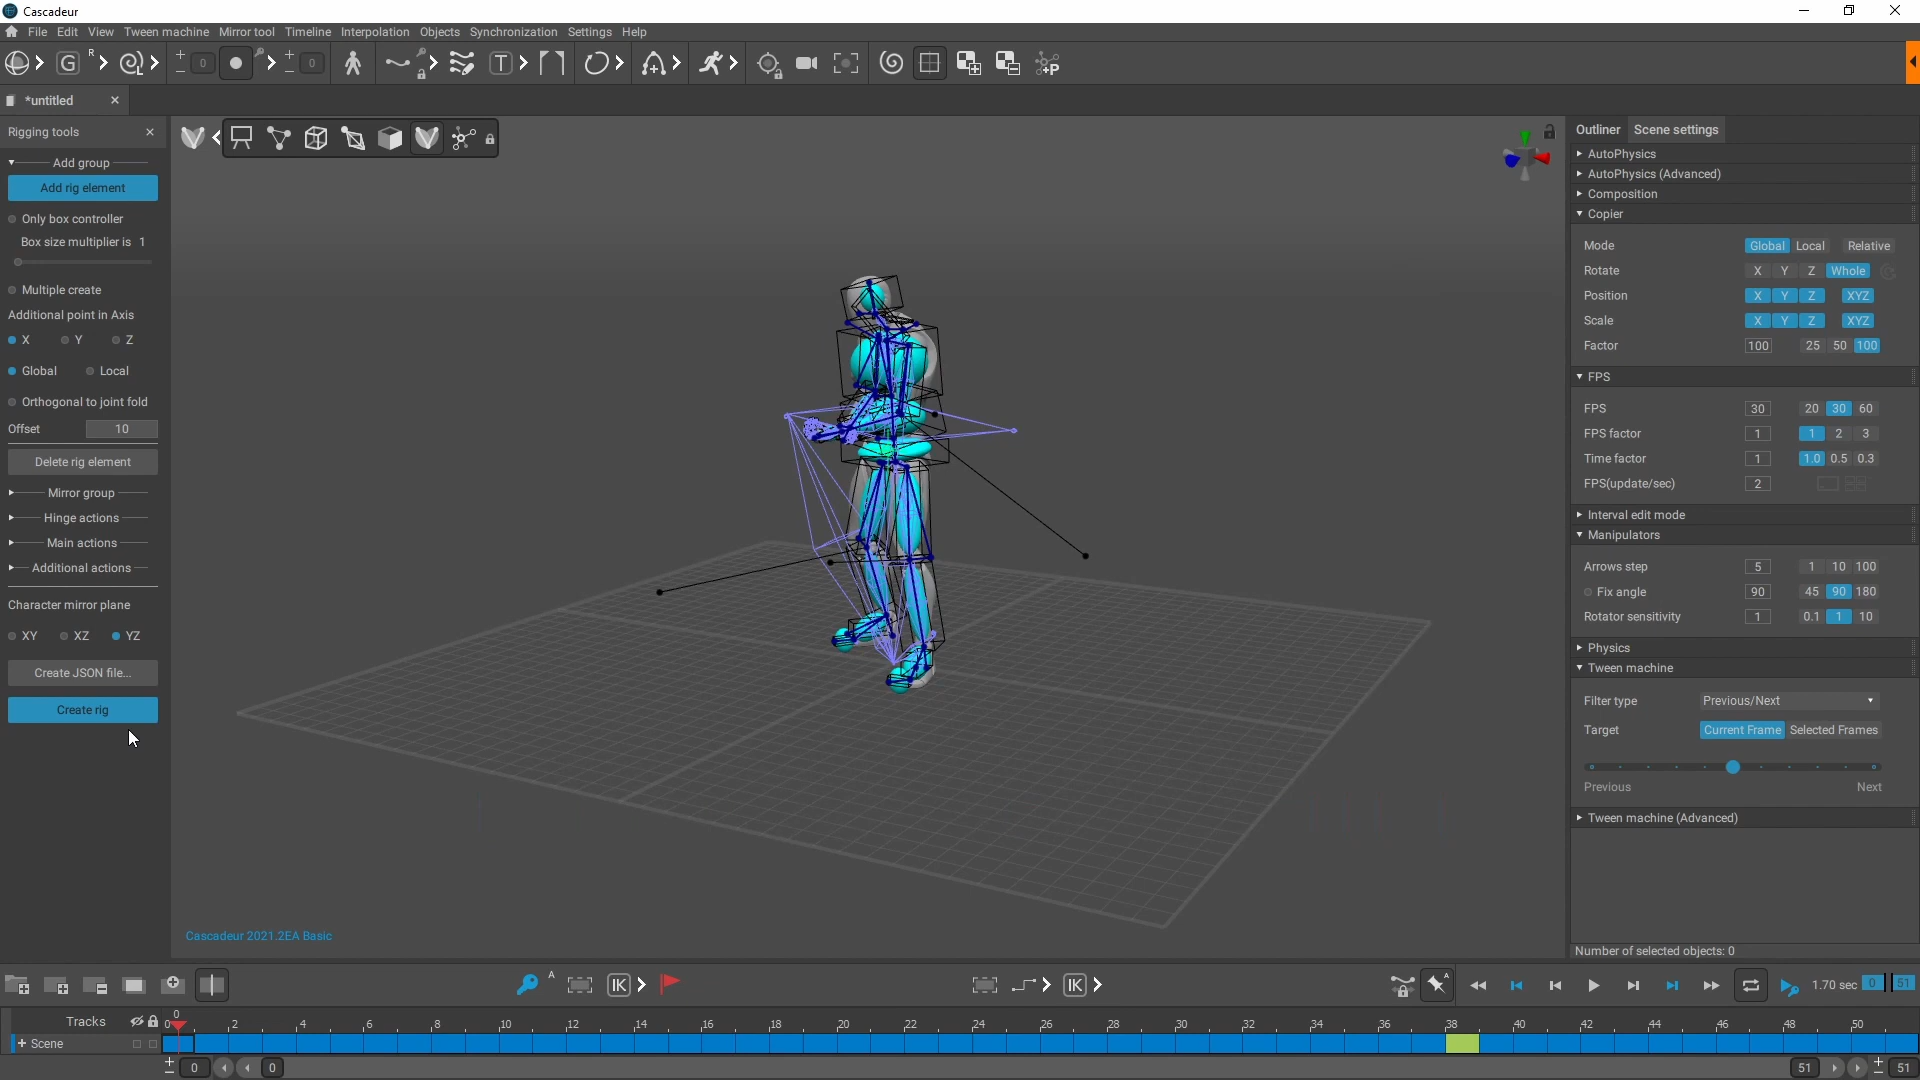 Cascadeur
File Edit View Tween machine Mirror tool Timeline Interpolation Objects Synchronization Settings Help
G R 0 0 T P
*untitled
Rigging tools
Add group
Add rig element
Only box controller
Box size multiplier is 1
Multiple create
Additional point in Axis
X Y Z
Global Local
Orthogonal to joint fold
Offset 10
Delete rig element
Mirror group
Hinge actions
Main actions
Additional actions
Character mirror plane
XY XZ YZ
Create JSON file...
Create rig
Cascadeur 2021.2EA Basic
Outliner Scene settings
AutoPhysics
AutoPhysics (Advanced)
Composition
Copier
Mode Global Local Relative
Rotate X Y Z Whole
Position X Y Z XYZ
Scale X Y Z XYZ
Factor 100 25 50 100
FPS
FPS 30 20 30 60
FPS factor 1 1 2 3
Time factor 1 1.0 0.5 0.3
FPS(update/sec) 2
Interval edit mode
Manipulators
Arrows step 5 1 10 100
Fix angle 90 45 90 180
Rotator sensitivity 1 0.1 1 10
Physics
Tween machine
Filter type Previous/Next
Target Current Frame Selected Frames
Previous Next
Tween machine (Advanced)
Number of selected objects: 0
A IK IK A 1.70 sec 0 51
Tracks 0 0 2 4 6 8 10 12 14 16 18 20 22 24 26 28 30 32 34 36 38 40 42 44 46 48 50
+ Scene
0 0 51 51